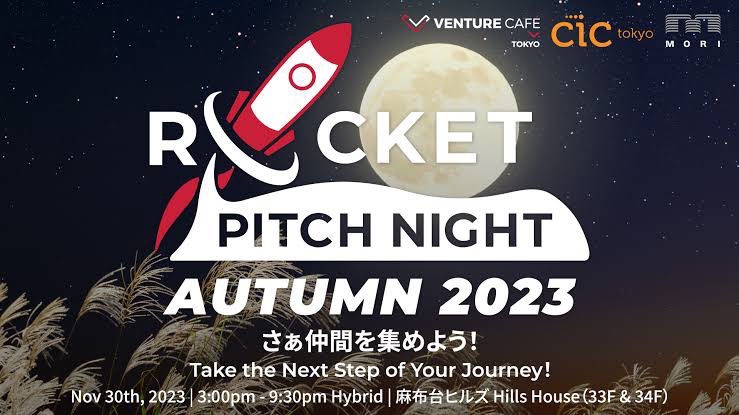 VENTURE CAFE
TOKYO
CIC tokyo
MORI
ROCKET
PITCH NIGHT
AUTUMN 2023
さぁ仲間を集めよう！
Take the Next Step of Your Journey!
Nov 30th, 2023 | 3:00pm - 9:30pm Hybrid | 麻布台ヒルズ Hills House（33F & 34F）